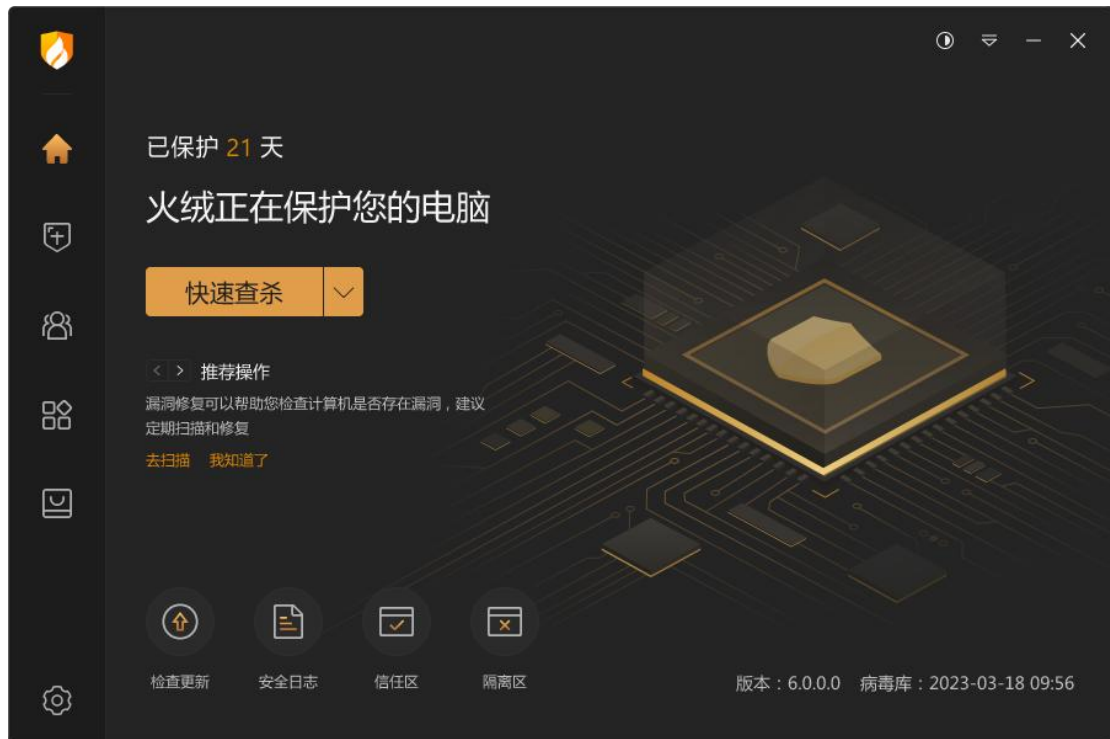 已保护 21 天
火绒正在保护您的电脑
快速查杀
推荐操作
漏洞修复可以帮助您检查计算机是否存在漏洞，建议
定期扫描和修复
去扫描 我知道了
检查更新 安全日志 信任区 隔离区
版本：6.0.0.0 病毒库：2023-03-18 09:56